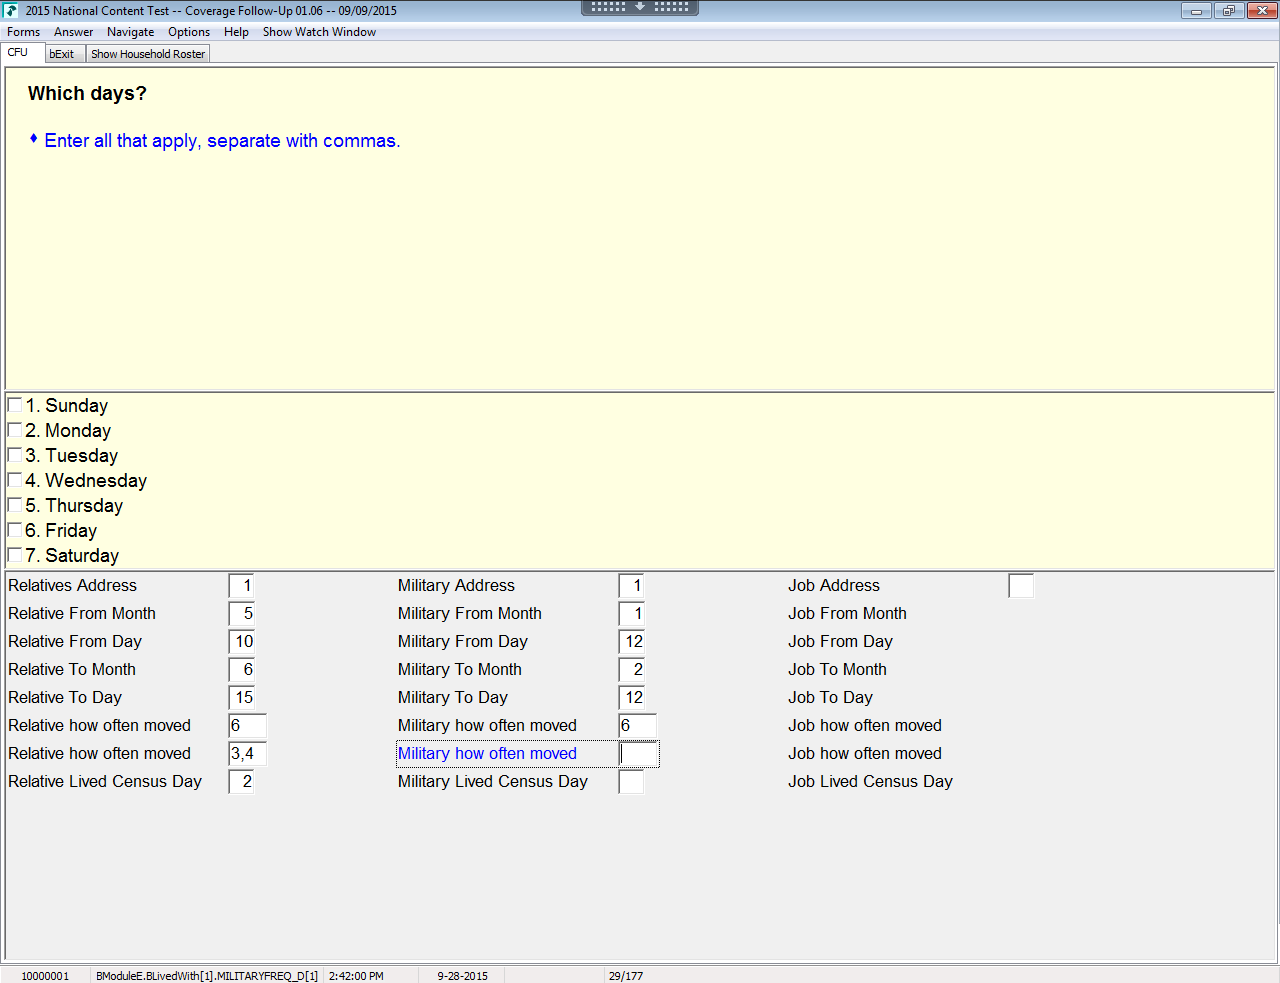 2015 National Content Test -- Coverage Follow-Up 01.06 -- 09/09/2015
Forms Answer Navigate Options Help Show Watch Window
CFU bExit Show Household Roster
Which days?
Enter all that apply, separate with commas.
1. Sunday
2. Monday
3. Tuesday
4. Wednesday
5. Thursday
6. Friday
7. Saturday
Relatives Address 1 Military Address 1 Job Address
Relative From Month 5 Military From Month 1 Job From Month
Relative From Day 10 Military From Day 12 Job From Day
Relative To Month 6 Military To Month 2 Job To Month
Relative To Day 15 Military To Day 12 Job To Day
Relative how often moved 6 Military how often moved 6 Job how often moved
Relative how often moved 3,4 Military how often moved Job how often moved
Relative Lived Census Day 2 Military Lived Census Day Job Lived Census Day
10000001 BModuleE.BLivedWith[1].MILITARYFREQ_D[1] 2:42:00 PM 9-28-2015 29/177